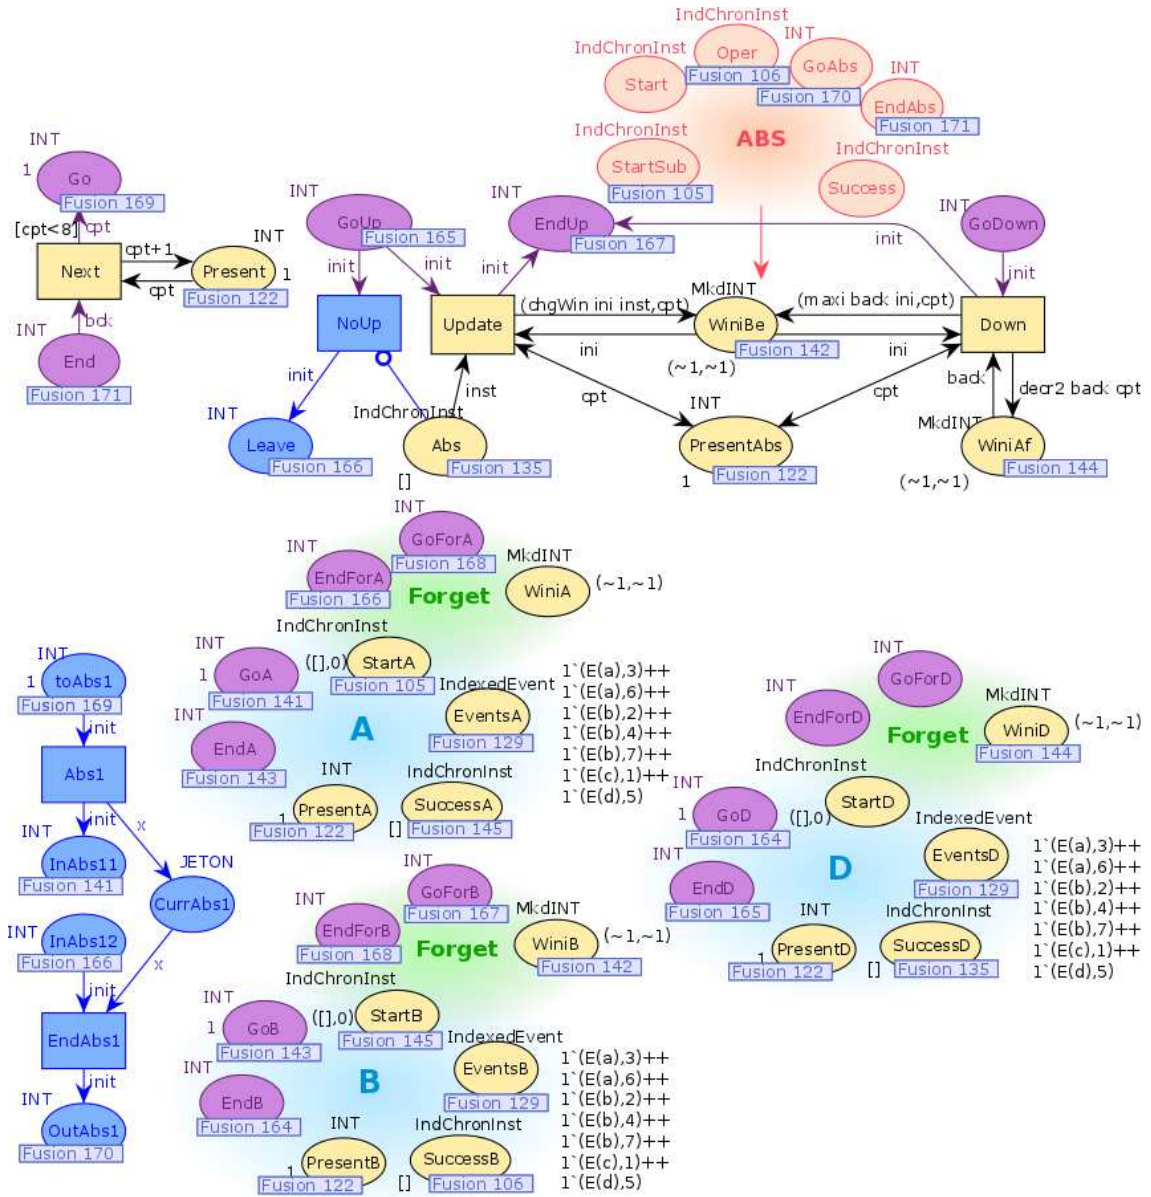 IndChronInst
Oper
Fusion 106
INT
GoAbs
Fusion 170
IndChronInst
Start
INT
EndAbs
Fusion 171
ABS
IndChronInst
StartSub
Fusion 105
IndChronInst
Success
INT
1
Go
Fusion 169
[cpt<8]
cpt
Next
cpt+1
cpt
INT
Present
1
Fusion 122
bck
INT
End
Fusion 171
INT
GoUp
Fusion 165
init
init
INT
EndUp
Fusion 167
init
init
INT
GoDown
init
NoUp
Update
(chgWin ini inst,cpt)
MkdINT
WiniBe
Fusion 142
(~1,~1)
(maxi back ini,cpt)
Down
ini
ini
init
inst
cpt
cpt
back
decr2 back cpt
INT
Leave
Fusion 166
IndChronInst
Abs
Fusion 135
[]
INT
PresentAbs
Fusion 122
1
MkdINT
WiniAf
Fusion 144
(~1,~1)
INT
GoForA
Fusion 168
INT
EndForA
Fusion 166
Forget
MkdINT
WiniA
(~1,~1)
IndChronInst
([],0)
StartA
Fusion 105
INT
1
GoA
Fusion 141
INT
EndA
Fusion 143
A
IndexedEvent
EventsA
Fusion 129
INT
PresentA
1
Fusion 122
IndChronInst
SuccessA
[]
Fusion 145
1`(E(a),3)++
1`(E(a),6)++
1`(E(b),2)++
1`(E(b),4)++
1`(E(b),7)++
1`(E(c),1)++
1`(E(d),5)
INT
toAbs1
1
Fusion 169
init
Abs1
init
x
INT
InAbs11
Fusion 141
JETON
CurrAbs1
INT
InAbs12
Fusion 166
init
x
EndAbs1
init
INT
OutAbs1
Fusion 170
INT
GoForB
Fusion 167
INT
EndForB
Fusion 168
Forget
MkdINT
WiniB
Fusion 142
(~1,~1)
IndChronInst
([],0)
StartB
Fusion 145
INT
1
GoB
Fusion 143
INT
EndB
Fusion 164
B
IndexedEvent
EventsB
Fusion 129
INT
PresentB
1
Fusion 122
IndChronInst
SuccessB
[]
Fusion 106
1`(E(a),3)++
1`(E(a),6)++
1`(E(b),2)++
1`(E(b),4)++
1`(E(b),7)++
1`(E(c),1)++
1`(E(d),5)
INT
GoForD
INT
EndForD
Forget
MkdINT
WiniD
Fusion 144
(~1,~1)
IndChronInst
([],0)
StartD
INT
1
GoD
Fusion 164
INT
EndD
Fusion 165
D
IndexedEvent
EventsD
Fusion 129
INT
PresentD
1
Fusion 122
IndChronInst
SuccessD
[]
Fusion 135
1`(E(a),3)++
1`(E(a),6)++
1`(E(b),2)++
1`(E(b),4)++
1`(E(b),7)++
1`(E(c),1)++
1`(E(d),5)